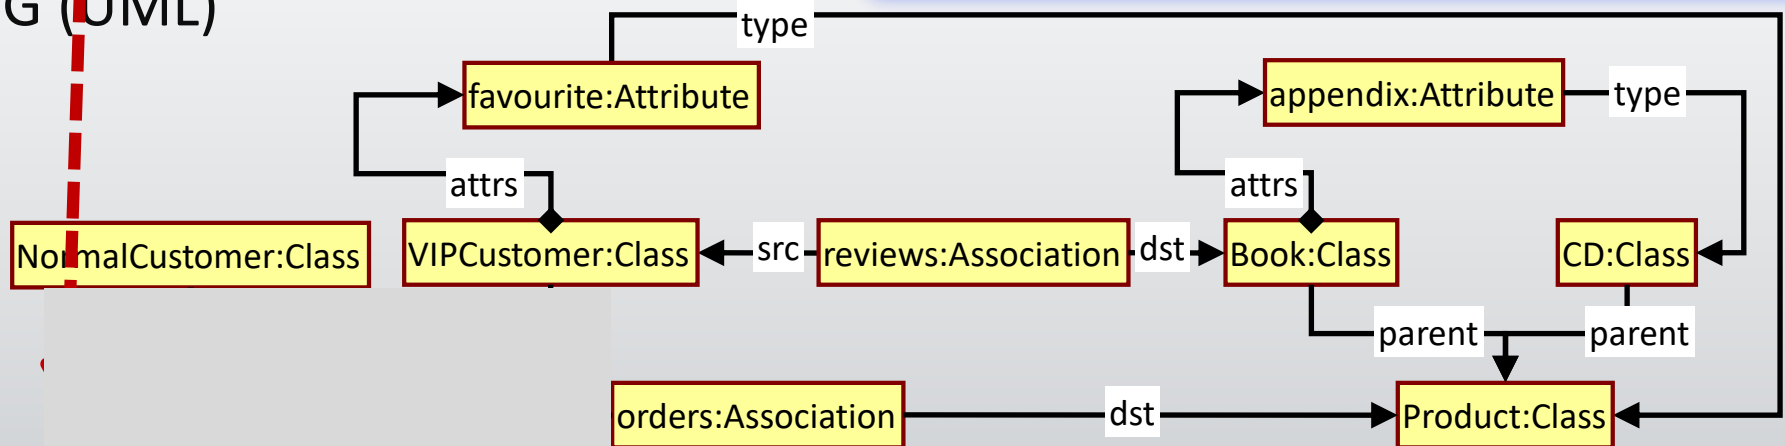 G (UML)
type
favourite:Attribute
appendix:Attribute
type
attrs
attrs
NormalCustomer:Class
VIPCustomer:Class
src
reviews:Association
dst
Book:Class
CD:Class
parent
parent
orders:Association
dst
Product:Class